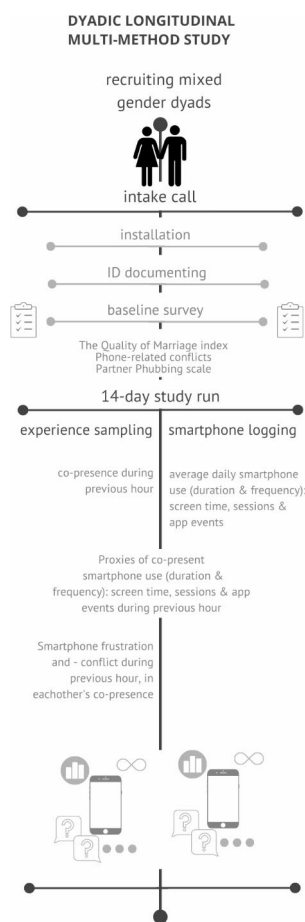 DYADIC LONGITUDINAL
MULTI-METHOD STUDY
recruiting mixed
gender dyads
intake call
installation
ID documenting
baseline survey
The Quality of Marriage index
Phone-related conflicts
Partner Phubbing scale
14-day study run
experience sampling
smartphone logging
co-presence during
previous hour
average daily smartphone
use (duration & frequency):
screen time, sessions &
app events
Proxies of co-present
smartphone use (duration &
frequency): screen time, sessions & app
events during previous hour
Smartphone frustration
and - conflict during
previous hour, in
eachother's co-presence
?
?
?
?